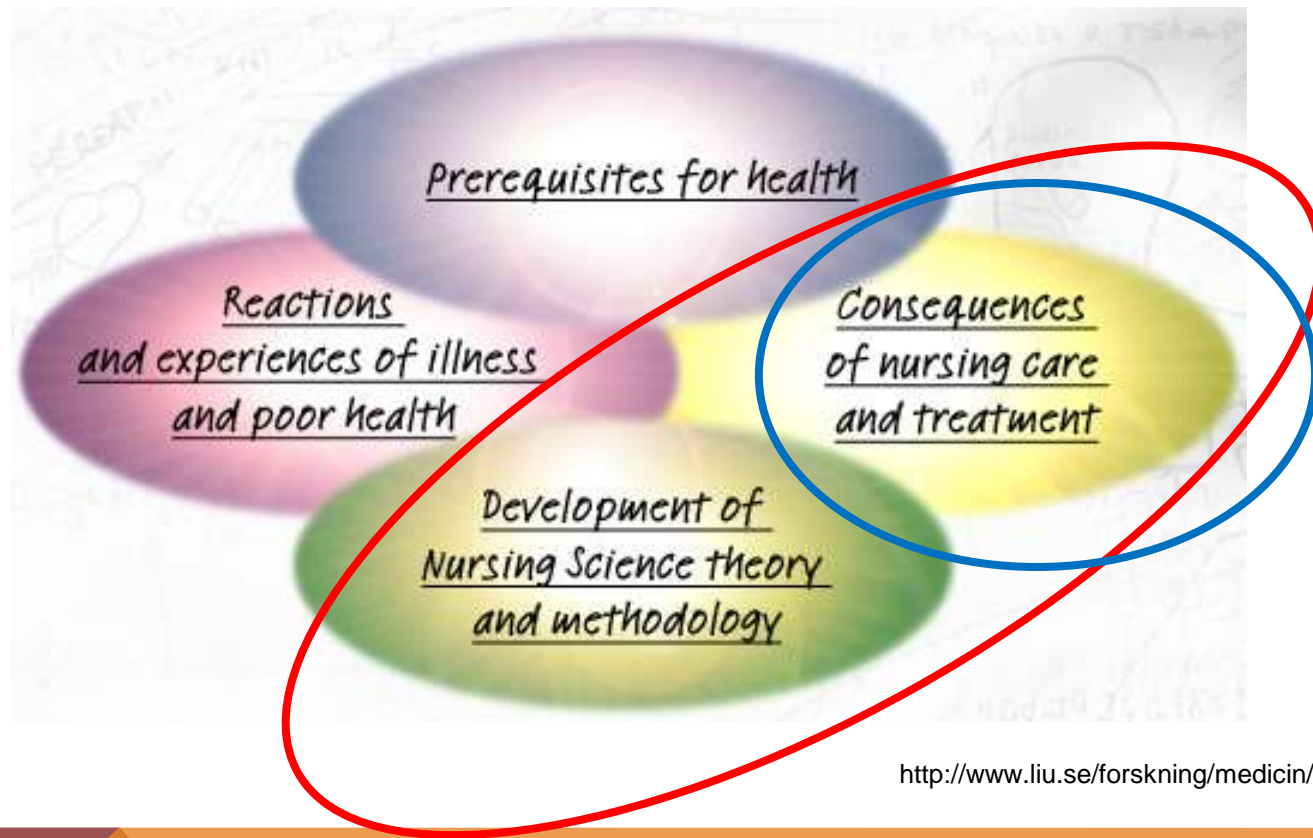 Prerequisites for health
Reactions
and experiences of illness
and poor health
Consequences
of nursing care
and treatment
Development of
Nursing Science theory
and methodology
http://www.liu.se/forskning/medicin/